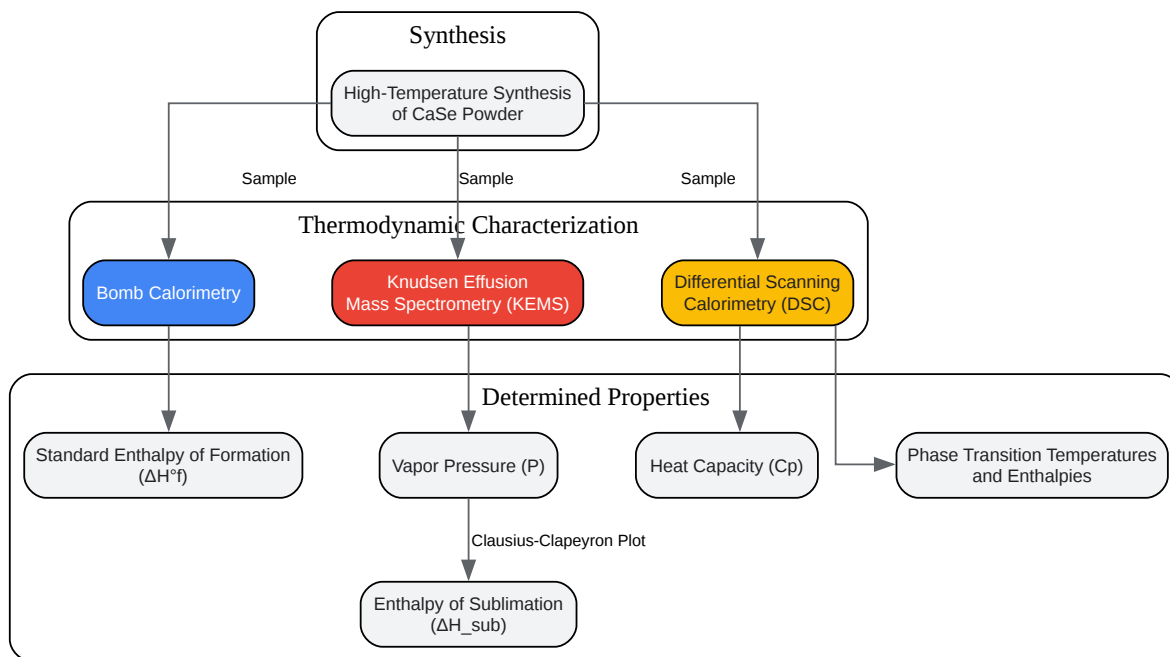 Synthesis
High-Temperature Synthesis
of CaSe Powder
Sample
Sample
Sample
Thermodynamic Characterization
Bomb Calorimetry
Knudsen Effusion
Mass Spectrometry (KEMS)
Differential Scanning
Calorimetry (DSC)
Determined Properties
Standard Enthalpy of Formation
(ΔH°f)
Vapor Pressure (P)
Heat Capacity (Cp)
Phase Transition Temperatures
and Enthalpies
Clausius-Clapeyron Plot
Enthalpy of Sublimation
(ΔH_sub)